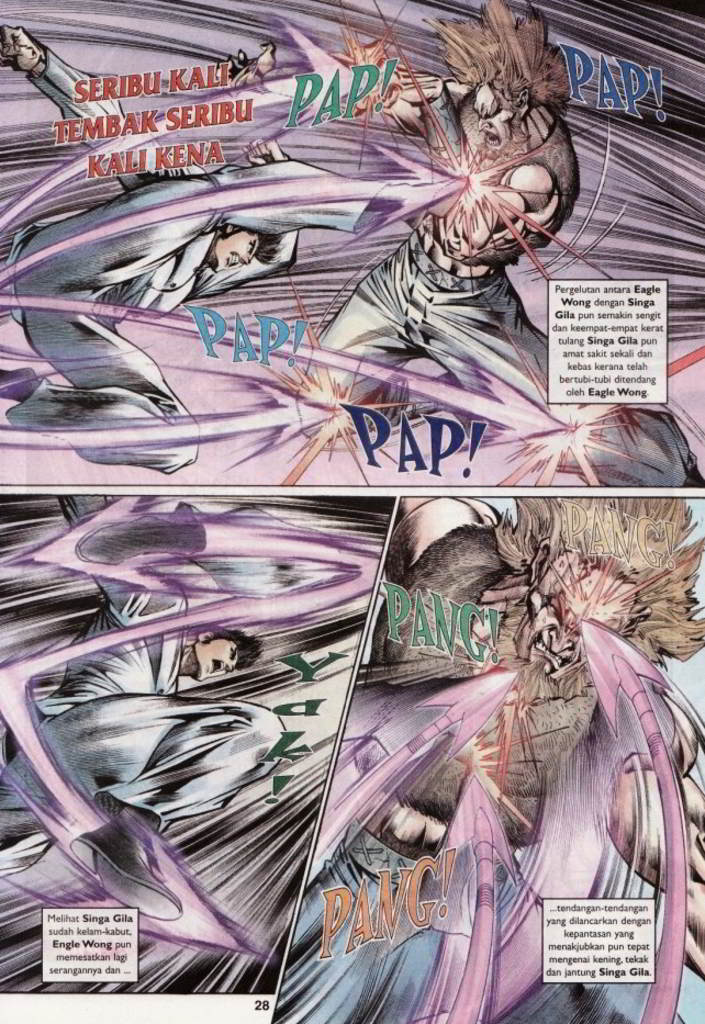 SERIBU KALI
TEMBAK SERIBU
KALI KENA
PAP!
PAP!
Pergelutan antara Eagle
Wong dengan Singa
Gila pun semakin sengit
dan keempat-empat kerat
tulang Singa Gila pun
amat sakit sekali dan
kebas kerana telah
bertubi-tubi ditendang
oleh Eagle Wong.
PAP!
PAP!
Yak!
Melihat Singa Gila
sudah kelam-kabut,
Engle Wong pun
memesatkan lagi
serangannya dan ...
PANG!
PANG!
PANG!
...tendangan-tendangan
yang dilancarkan dengan
kepantasan yang
menakjubkan pun tepat
mengenai kening, tekak
dan jantung Singa Gila.
28